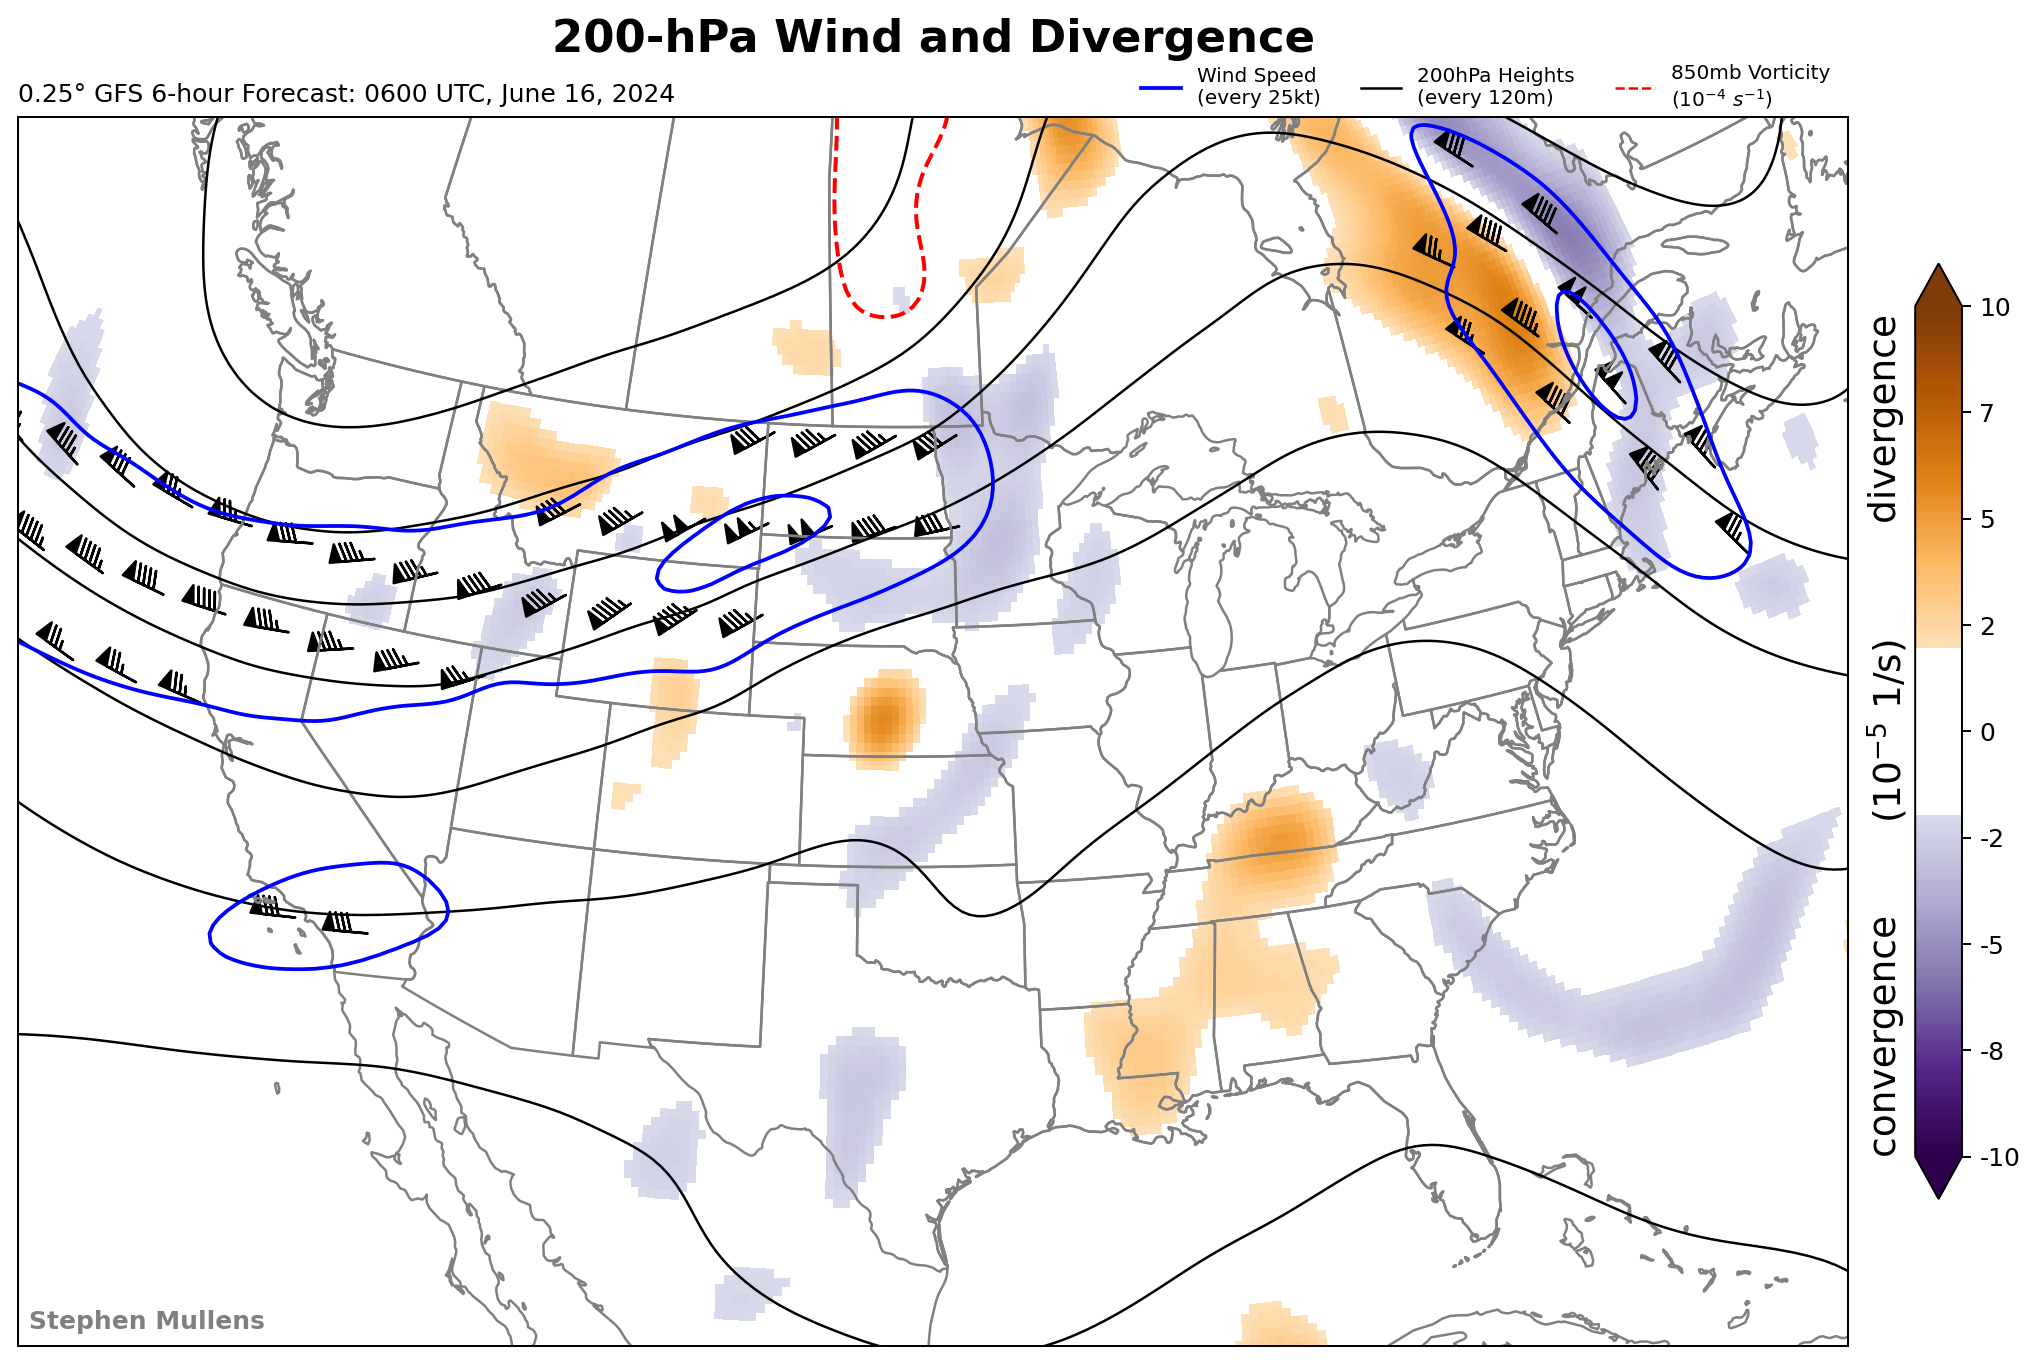 200-hPa Wind and Divergence
0.25° GFS 6-hour Forecast: 0600 UTC, June 16, 2024
Wind Speed
(every 25kt)
200hPa Heights
(every 120m)
850mb Vorticity
(10⁻⁴ s⁻¹)
10
7
5
2
0
-2
-5
-8
-10
convergence (10⁻⁵ 1/s) divergence
Stephen Mullens